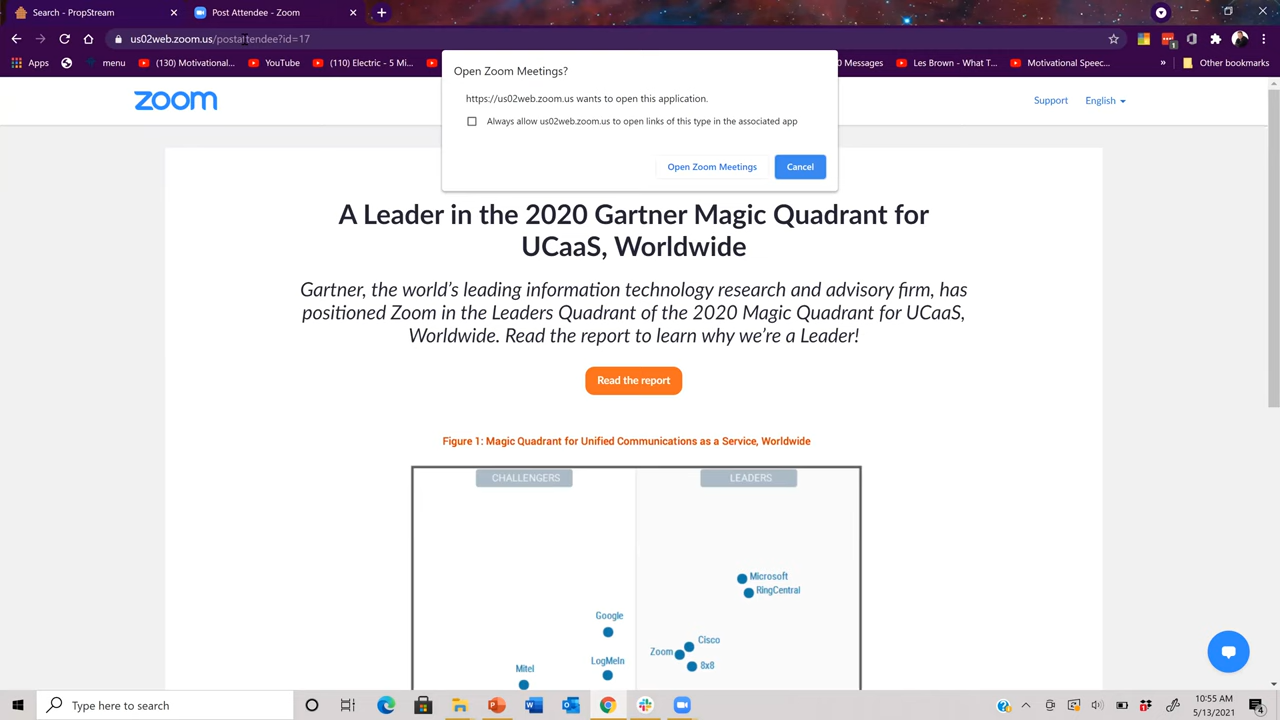 Search | PropStream
Post Attendee - Zoom
us02web.zoom.us/postattendee?id=17
Apps
menu
(130) Motivational...
YouTube
(110) Electric - 5 Mi...
Messages
Les Brown - What T...
Motivational Speec...
Other bookmarks
Open Zoom Meetings?
https://us02web.zoom.us wants to open this application.
Always allow us02web.zoom.us to open links of this type in the associated app
Open Zoom Meetings
Cancel
zoom
Support
English
A Leader in the 2020 Gartner Magic Quadrant for
UCaaS, Worldwide
Gartner, the world's leading information technology research and advisory firm, has
positioned Zoom in the Leaders Quadrant of the 2020 Magic Quadrant for UCaaS,
Worldwide. Read the report to learn why we're a Leader!
Read the report
Figure 1: Magic Quadrant for Unified Communications as a Service, Worldwide
CHALLENGERS
LEADERS
Microsoft
RingCentral
Google
Cisco
Zoom
LogMeIn
8x8
Mitel
Type here to search
10:55 AM
5/13/2021
4